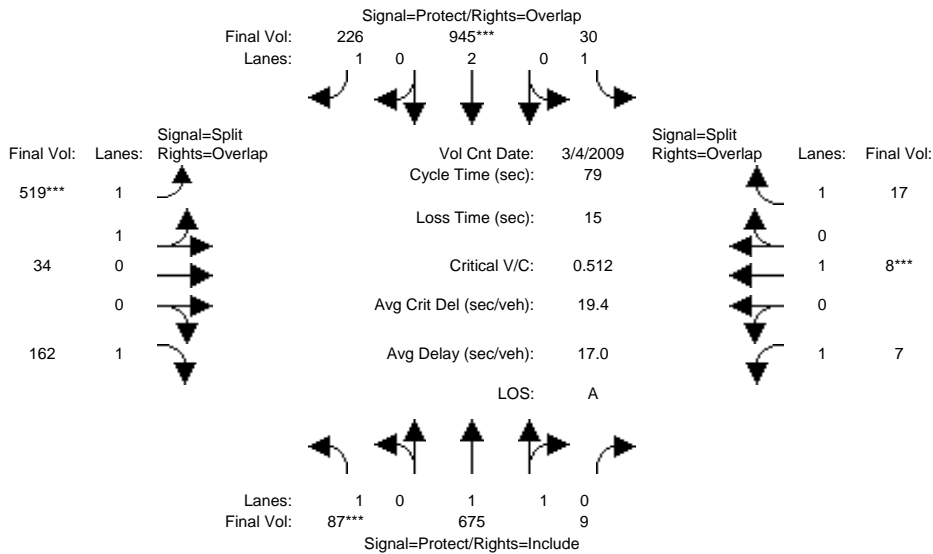 Signal=Protect/Rights=Overlap
Final Vol: 226 945*** 30
Lanes: 1 0 2 0 1
Signal=Split Signal=Split
Final Vol: Lanes: Rights=Overlap Vol Cnt Date: 3/4/2009 Rights=Overlap Lanes: Final Vol:
Cycle Time (sec): 79
519*** 1 1 17
Loss Time (sec): 15
1 0
34 0 Critical V/C: 0.512 1 8***
0 Avg Crit Del (sec/veh): 19.4 0
162 1 Avg Delay (sec/veh): 17.0 1 7
LOS: A
Lanes: 1 0 1 1 0
Final Vol: 87*** 675 9
Signal=Protect/Rights=Include